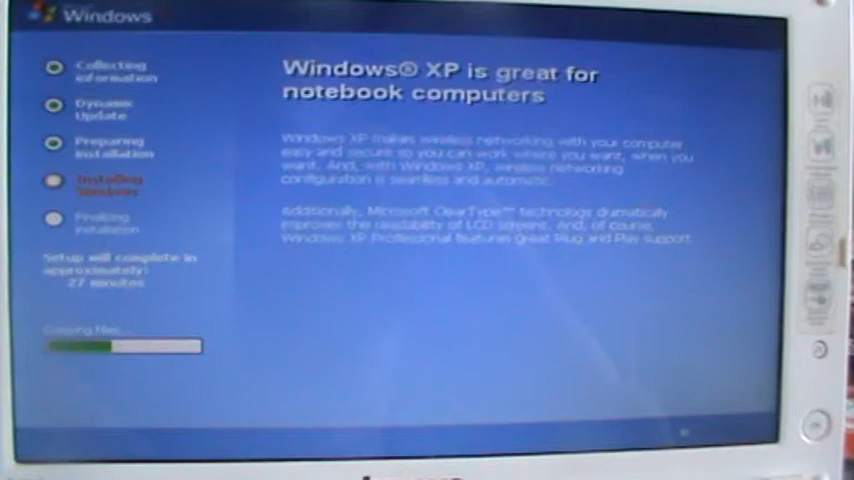 Windows
Collecting
information
Dynamic
Update
Preparing
installation
Installing
Windows
Finalizing
installation
Setup will complete in
approximately:
27 minutes
Copying files...
Windows® XP is great for
notebook computers
Windows XP makes wireless networking with your computer
easy and secure so you can work where you want, when you
want. And, with Windows XP, wireless networking
configuration is seamless and automatic.
Additionally, Microsoft ClearType™ technology dramatically
improves the readability of LCD screens. And, of course,
Windows XP Professional features great Plug and Play support.